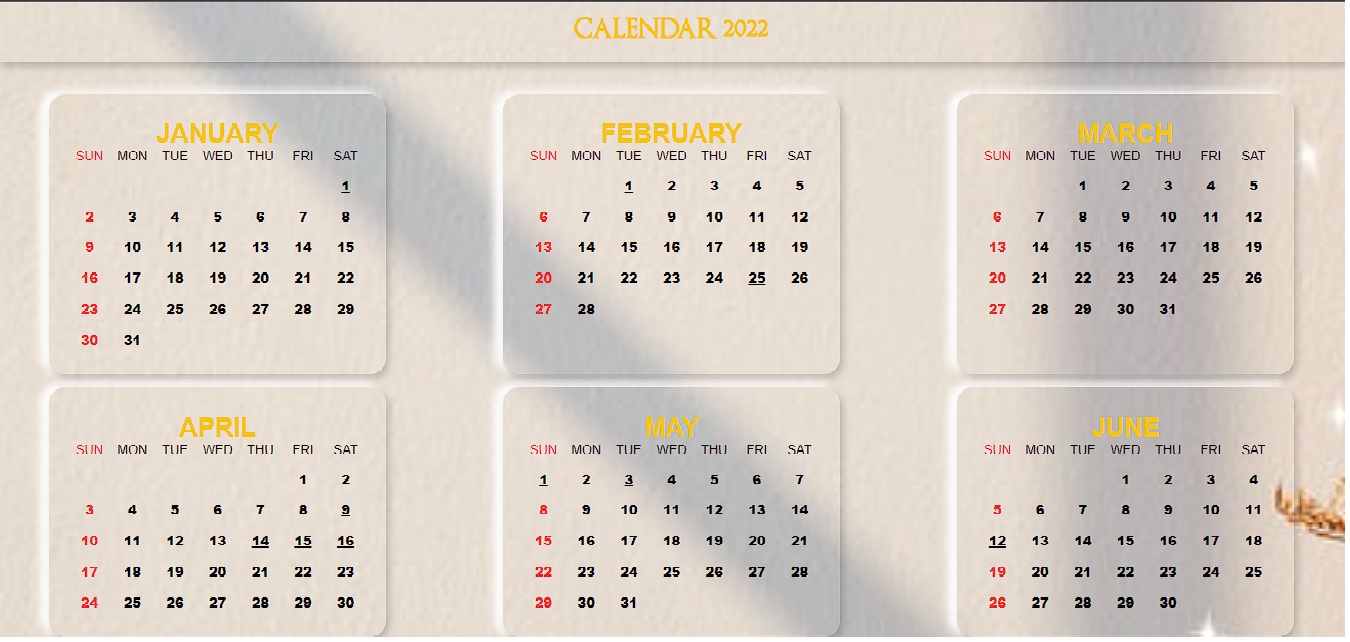 CALENDAR 2022
JANUARY
SUN MON TUE WED THU FRI SAT
1
2 3 4 5 6 7 8
9 10 11 12 13 14 15
16 17 18 19 20 21 22
23 24 25 26 27 28 29
30 31
FEBRUARY
SUN MON TUE WED THU FRI SAT
1 2 3 4 5
6 7 8 9 10 11 12
13 14 15 16 17 18 19
20 21 22 23 24 25 26
27 28
MARCH
SUN MON TUE WED THU FRI SAT
1 2 3 4 5
6 7 8 9 10 11 12
13 14 15 16 17 18 19
20 21 22 23 24 25 26
27 28 29 30 31
APRIL
SUN MON TUE WED THU FRI SAT
1 2
3 4 5 6 7 8 9
10 11 12 13 14 15 16
17 18 19 20 21 22 23
24 25 26 27 28 29 30
MAY
SUN MON TUE WED THU FRI SAT
1 2 3 4 5 6 7
8 9 10 11 12 13 14
15 16 17 18 19 20 21
22 23 24 25 26 27 28
29 30 31
JUNE
SUN MON TUE WED THU FRI SAT
1 2 3 4
5 6 7 8 9 10 11
12 13 14 15 16 17 18
19 20 21 22 23 24 25
26 27 28 29 30